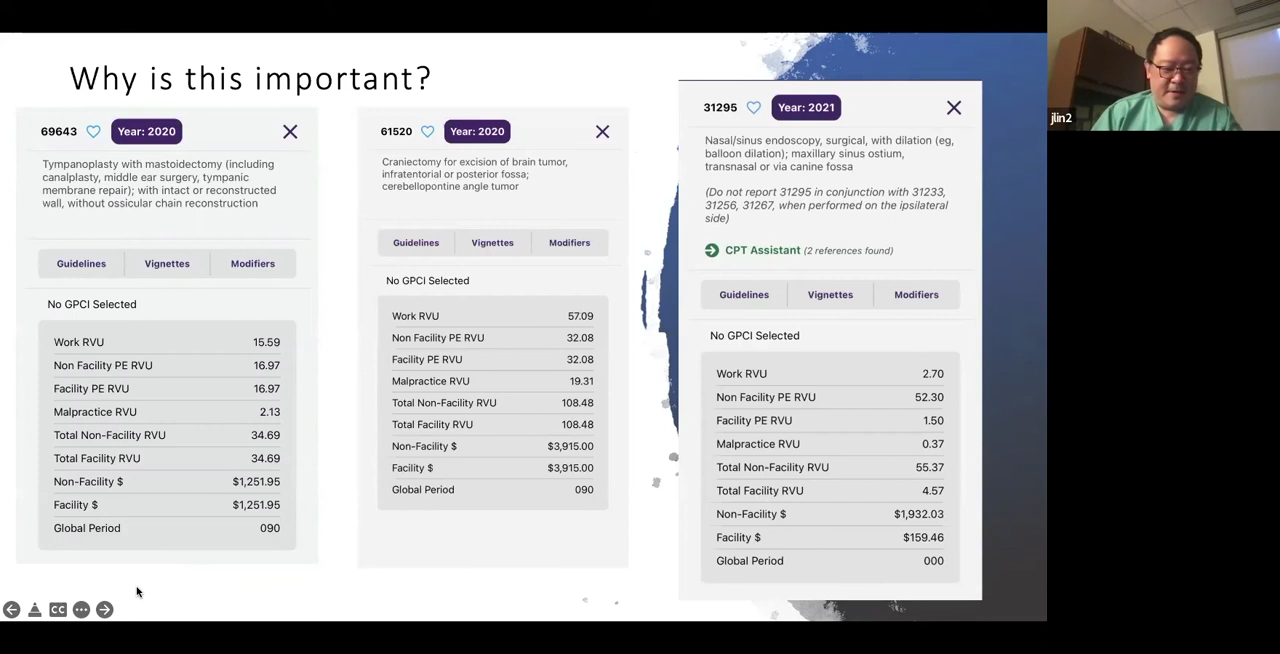 Why is this important?
69643 Year: 2020
Tympanoplasty with mastoidectomy (including
canalplasty, middle ear surgery, tympanic
membrane repair); with intact or reconstructed
wall, without ossicular chain reconstruction
Guidelines Vignettes Modifiers
No GPCI Selected
Work RVU 15.59
Non Facility PE RVU 16.97
Facility PE RVU 16.97
Malpractice RVU 2.13
Total Non-Facility RVU 34.69
Total Facility RVU 34.69
Non-Facility $ $1,251.95
Facility $ $1,251.95
Global Period 090
61520 Year: 2020
Craniectomy for excision of brain tumor,
infratentorial or posterior fossa;
cerebellopontine angle tumor
Guidelines Vignettes Modifiers
No GPCI Selected
Work RVU 57.09
Non Facility PE RVU 32.08
Facility PE RVU 32.08
Malpractice RVU 19.31
Total Non-Facility RVU 108.48
Total Facility RVU 108.48
Non-Facility $ $3,915.00
Facility $ $3,915.00
Global Period 090
31295 Year: 2021
Nasal/sinus endoscopy, surgical, with dilation (eg,
balloon dilation); maxillary sinus ostium,
transnasal or via canine fossa
(Do not report 31295 in conjunction with 31233,
31256, 31267, when performed on the ipsilateral
side)
CPT Assistant (2 references found)
Guidelines Vignettes Modifiers
No GPCI Selected
Work RVU 2.70
Non Facility PE RVU 52.30
Facility PE RVU 1.50
Malpractice RVU 0.37
Total Non-Facility RVU 55.37
Total Facility RVU 4.57
Non-Facility $ $1,932.03
Facility $ $159.46
Global Period 000
CC
jlin2